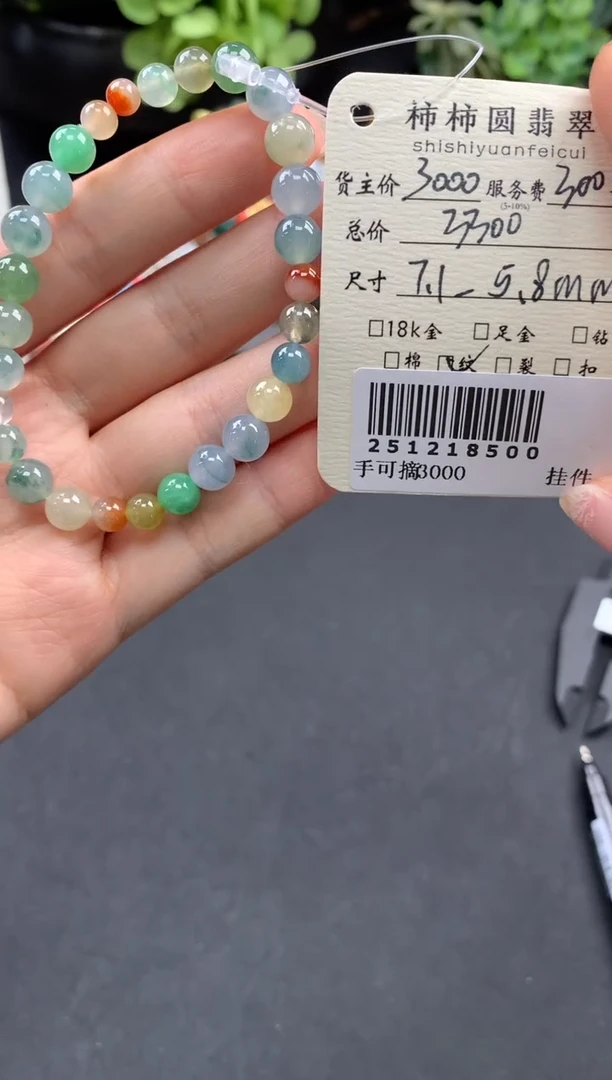 柿柿圆翡翠
shishiyuanfeicui
货主价 3000 服务费 300
(5-10%)
总价 3300
尺寸 7.1-5.8mm
□18k金 □足金 □钻
□棉 □纹 □裂 □扣
251218500
手可摘3000 挂件